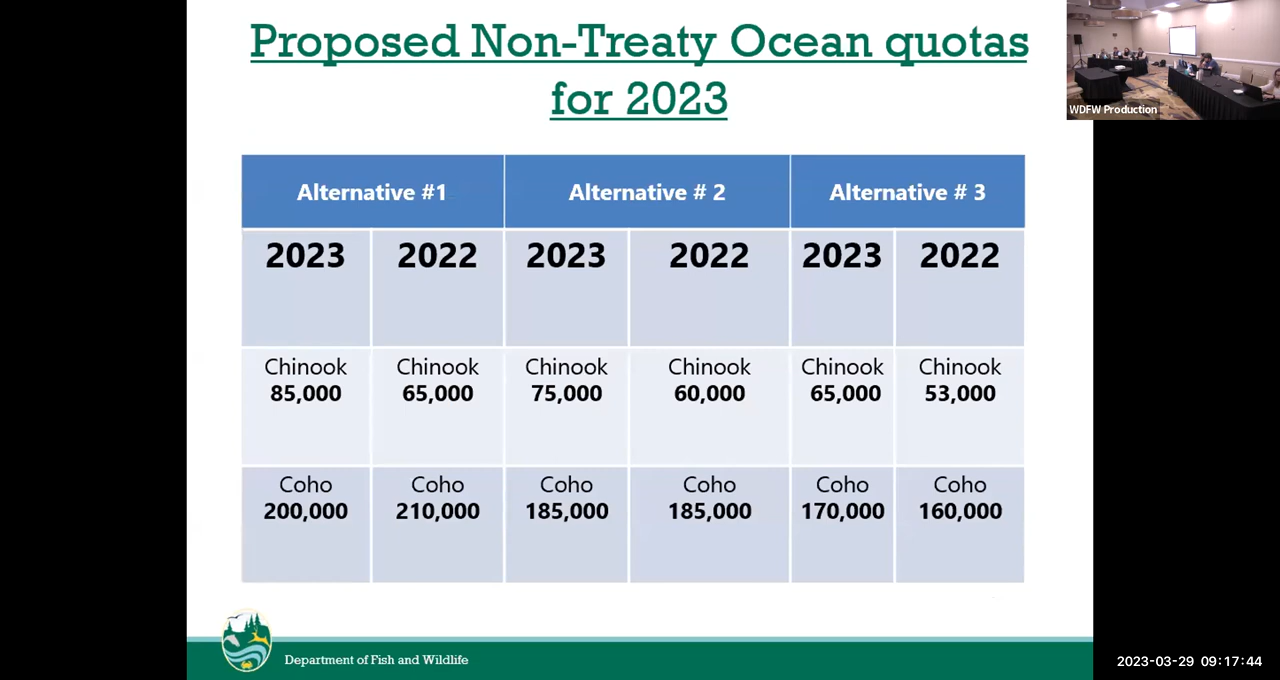 Proposed Non-Treaty Ocean quotas
for 2023
WDFW Production
Alternative #1 Alternative # 2 Alternative # 3
2023 2022 2023 2022 2023 2022
Chinook Chinook Chinook Chinook Chinook Chinook
85,000 65,000 75,000 60,000 65,000 53,000
Coho Coho Coho Coho Coho Coho
200,000 210,000 185,000 185,000 170,000 160,000
Department of Fish and Wildlife
2023-03-29 09:17:44